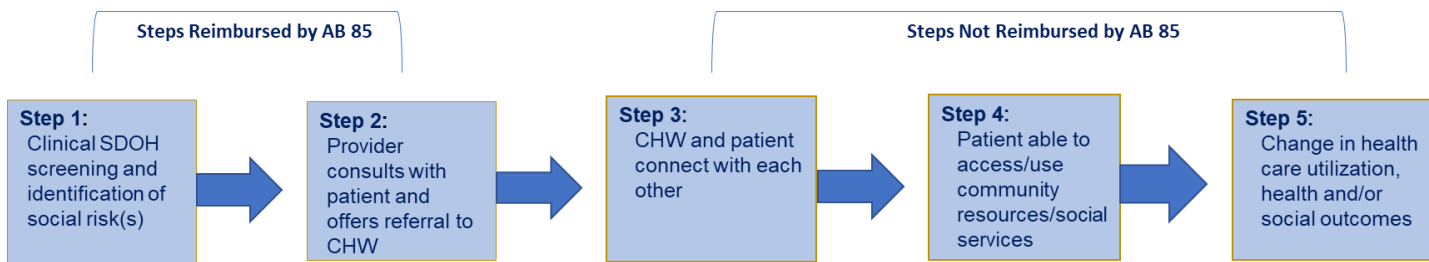 Steps Reimbursed by AB 85
Steps Not Reimbursed by AB 85
Step 1:
Clinical SDOH
screening and
identification of
social risk(s)
Step 2:
Provider
consults with
patient and
offers referral to
CHW
Step 3:
CHW and patient
connect with each
other
Step 4:
Patient able to
access/use
community
resources/social
services
Step 5:
Change in health
care utilization,
health and/or
social outcomes